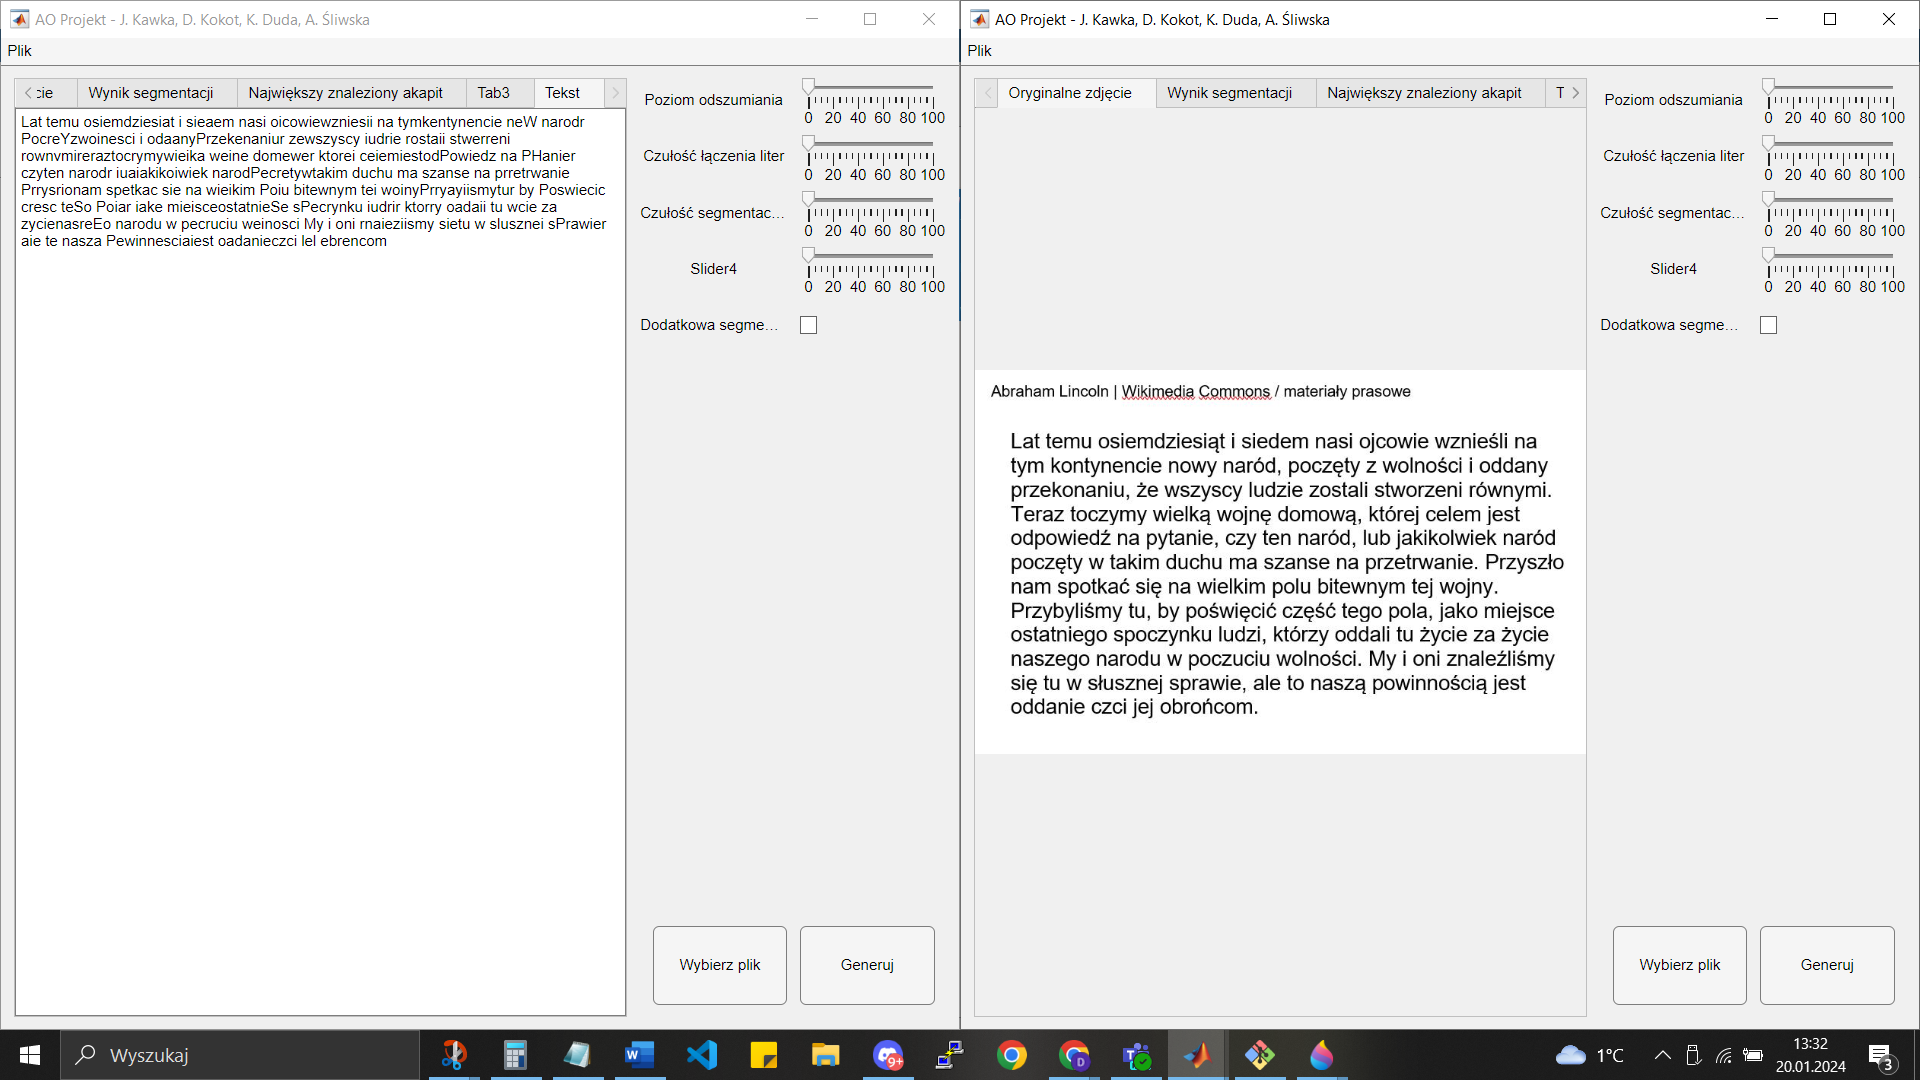 AO Projekt - J. Kawka, D. Kokot, K. Duda, A. Śliwska
Plik
cie
Wynik segmentacji
Największy znaleziony akapit
Tab3
Tekst
Lat temu osiemdziesiat i sieaem nasi oicowiewzniesii na tymkentynencie neW narodr
PocreYzwoinesci i odaanyPrzekenaniur zewszyscy iudrie rostaii stwerreni
rownvmireraztocrymywieika weine domewer ktorei ceiemiestodPowiedz na PHanier
czyten narodr iuaiakikoiwiek narodPecretywtakim duchu ma szanse na prretrwanie
Prrysrionam spetkac sie na wieikim Poiu bitewnym tei woinyPrryayiismytur by Poswiecic
cresc teSo Poiar iake mieisceostatnieSe sPecrynku iudrir ktorry oadaii tu wcie za
zycienasreEo narodu w pecruciu weinosci My i oni rnaieziismy sietu w slusznei sPrawier
aie te nasza Pewinnesciaiest oadanieczci lel ebrencom
Poziom odszumiania
0 20 40 60 80 100
Czułość łączenia liter
0 20 40 60 80 100
Czułość segmentac...
0 20 40 60 80 100
Slider4
0 20 40 60 80 100
Dodatkowa segme...
Wybierz plik
Generuj
AO Projekt - J. Kawka, D. Kokot, K. Duda, A. Śliwska
Plik
Oryginalne zdjęcie
Wynik segmentacji
Największy znaleziony akapit
T
Abraham Lincoln | Wikimedia Commons / materiały prasowe
Lat temu osiemdziesiąt i siedem nasi ojcowie wznieśli na
tym kontynencie nowy naród, poczęty z wolności i oddany
przekonaniu, że wszyscy ludzie zostali stworzeni równymi.
Teraz toczymy wielką wojnę domową, której celem jest
odpowiedź na pytanie, czy ten naród, lub jakikolwiek naród
poczęty w takim duchu ma szanse na przetrwanie. Przyszło
nam spotkać się na wielkim polu bitewnym tej wojny.
Przybyliśmy tu, by poświęcić część tego pola, jako miejsce
ostatniego spoczynku ludzi, którzy oddali tu życie za życie
naszego narodu w poczuciu wolności. My i oni znaleźliśmy
się tu w słusznej sprawie, ale to naszą powinnością jest
oddanie czci jej obrońcom.
Poziom odszumiania
0 20 40 60 80 100
Czułość łączenia liter
0 20 40 60 80 100
Czułość segmentac...
0 20 40 60 80 100
Slider4
0 20 40 60 80 100
Dodatkowa segme...
Wybierz plik
Generuj
Wyszukaj
9+
1°C
13:32
20.01.2024
3